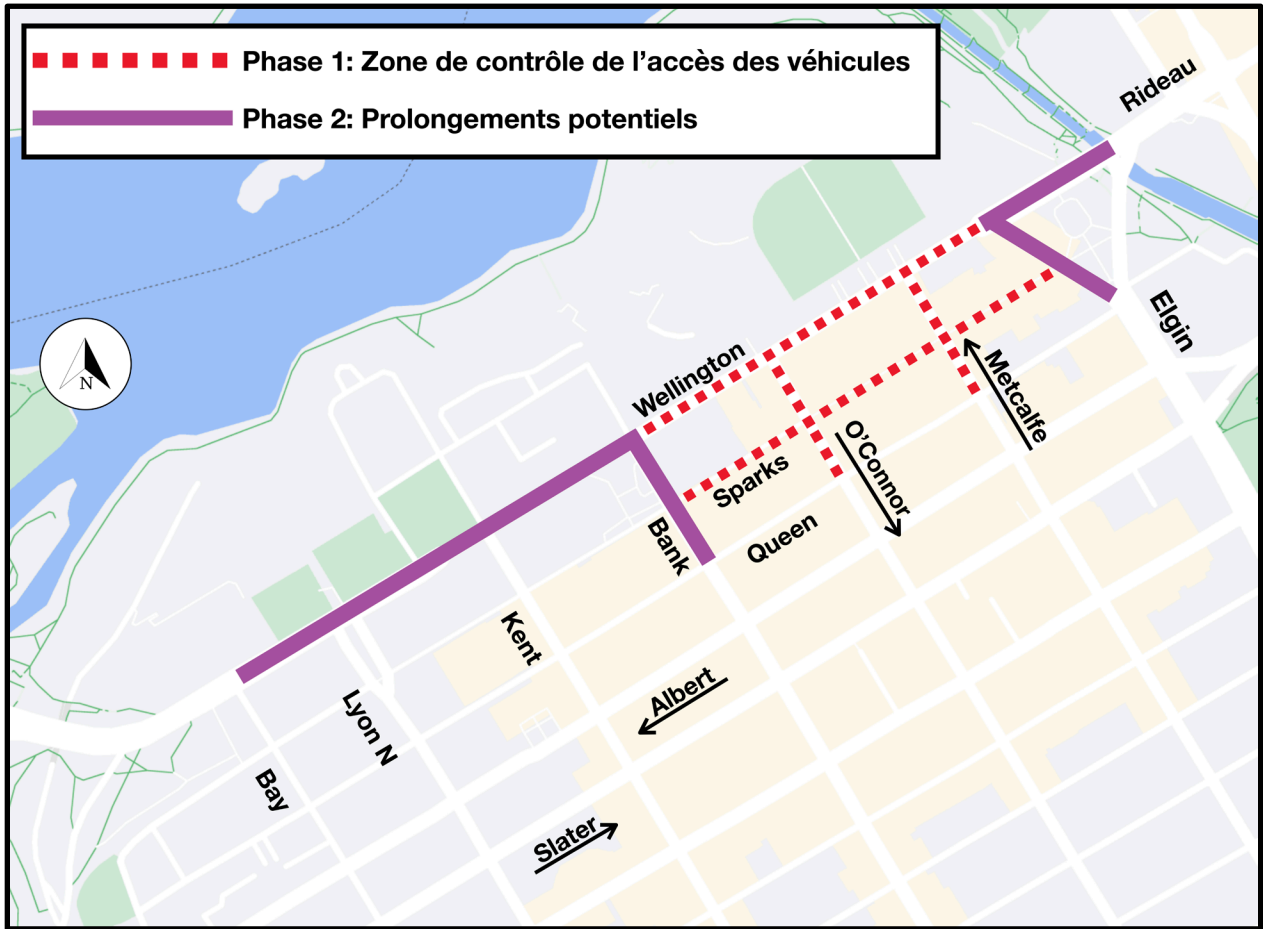 Phase 1: Zone de contrôle de l’accès des véhicules
Phase 2: Prolongements potentiels
Rideau
Elgin
Wellington
Metcalfe
N
O’Connor
Sparks
Queen
Bank
Kent
Albert
Lyon N
Bay
Slater